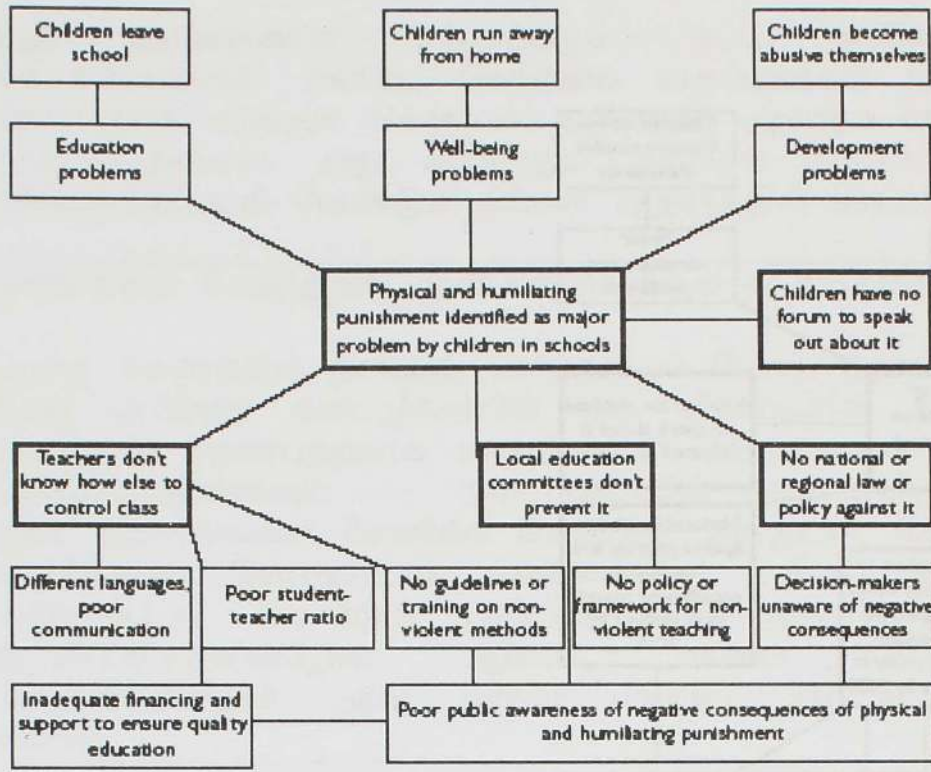 Children leave
school
Children run away
from home
Children become
abusive themselves
Education
problems
Well-being
problems
Development
problems
Physical and humiliating
punishment identified as major
problem by children in schools
Children have no
forum to speak
out about it
Teachers don't
know how else to
control class
Local education
committees don't
prevent it
No national or
regional law or
policy against it
Different languages,
poor
communication
Poor student-
teacher ratio
No guidelines or
training on non-
violent methods
No policy or
framework for non-
violent teaching
Decision-makers
unaware of negative
consequences
Inadequate financing and
support to ensure quality
education
Poor public awareness of negative consequences of physical
and humiliating punishment